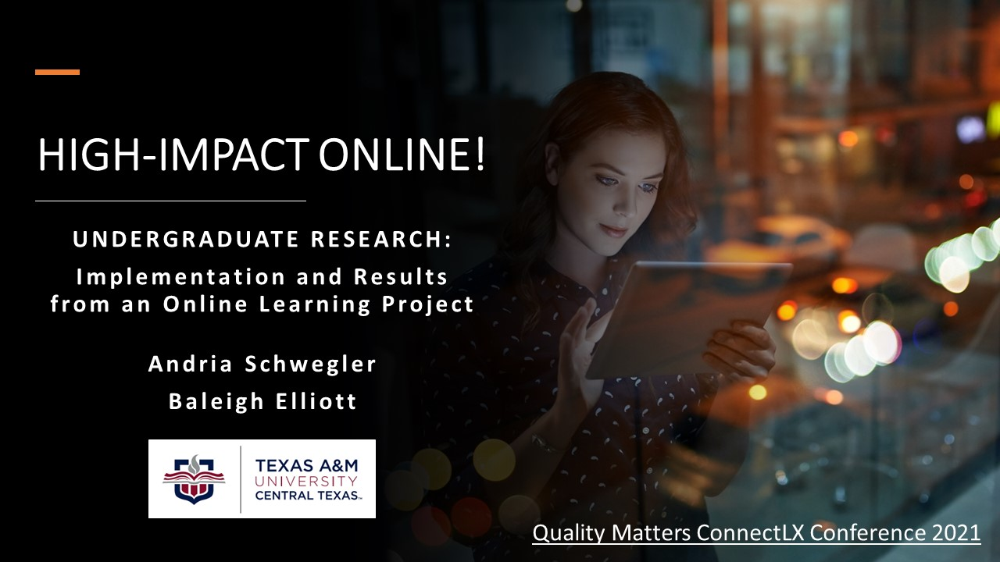 HIGH-IMPACT ONLINE!
UNDERGRADUATE RESEARCH:
Implementation and Results
from an Online Learning Project
Andria Schwegler
Baleigh Elliott
TEXAS A&M
UNIVERSITY
CENTRAL TEXAS™
Quality Matters ConnectLX Conference 2021